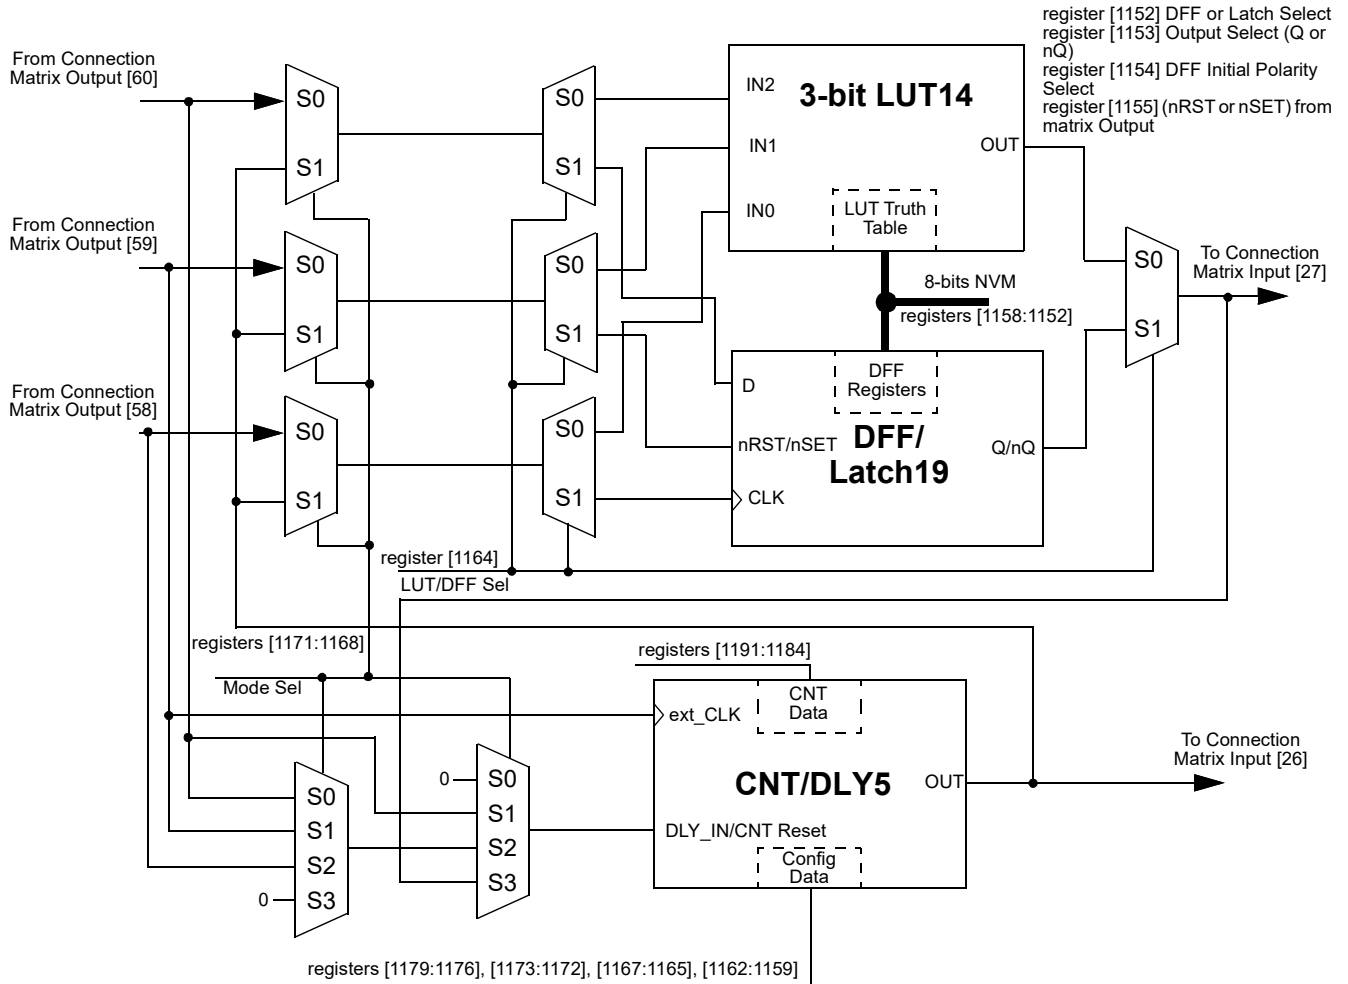 register [1152] DFF or Latch Select
register [1153] Output Select (Q or
nQ)
register [1154] DFF Initial Polarity
Select
register [1155] (nRST or nSET) from
matrix Output
From Connection
Matrix Output [60]
S0
S1
S0
S1
IN2
3-bit LUT14
IN1
OUT
IN0
LUT Truth
Table
From Connection
Matrix Output [59]
S0
S1
S0
S1
8-bits NVM
registers [1158:1152]
S0
S1
To Connection
Matrix Input [27]
From Connection
Matrix Output [58]
S0
S1
S0
S1
D
DFF
Registers
nRST/nSET
DFF/
Latch19
Q/nQ
CLK
register [1164]
LUT/DFF Sel
registers [1171:1168]
Mode Sel
registers [1191:1184]
ext_CLK
CNT
Data
CNT/DLY5
OUT
To Connection
Matrix Input [26]
DLY_IN/CNT Reset
Config
Data
S0
S1
S2
0
S3
0
S0
S1
S2
S3
registers [1179:1176], [1173:1172], [1167:1165], [1162:1159]